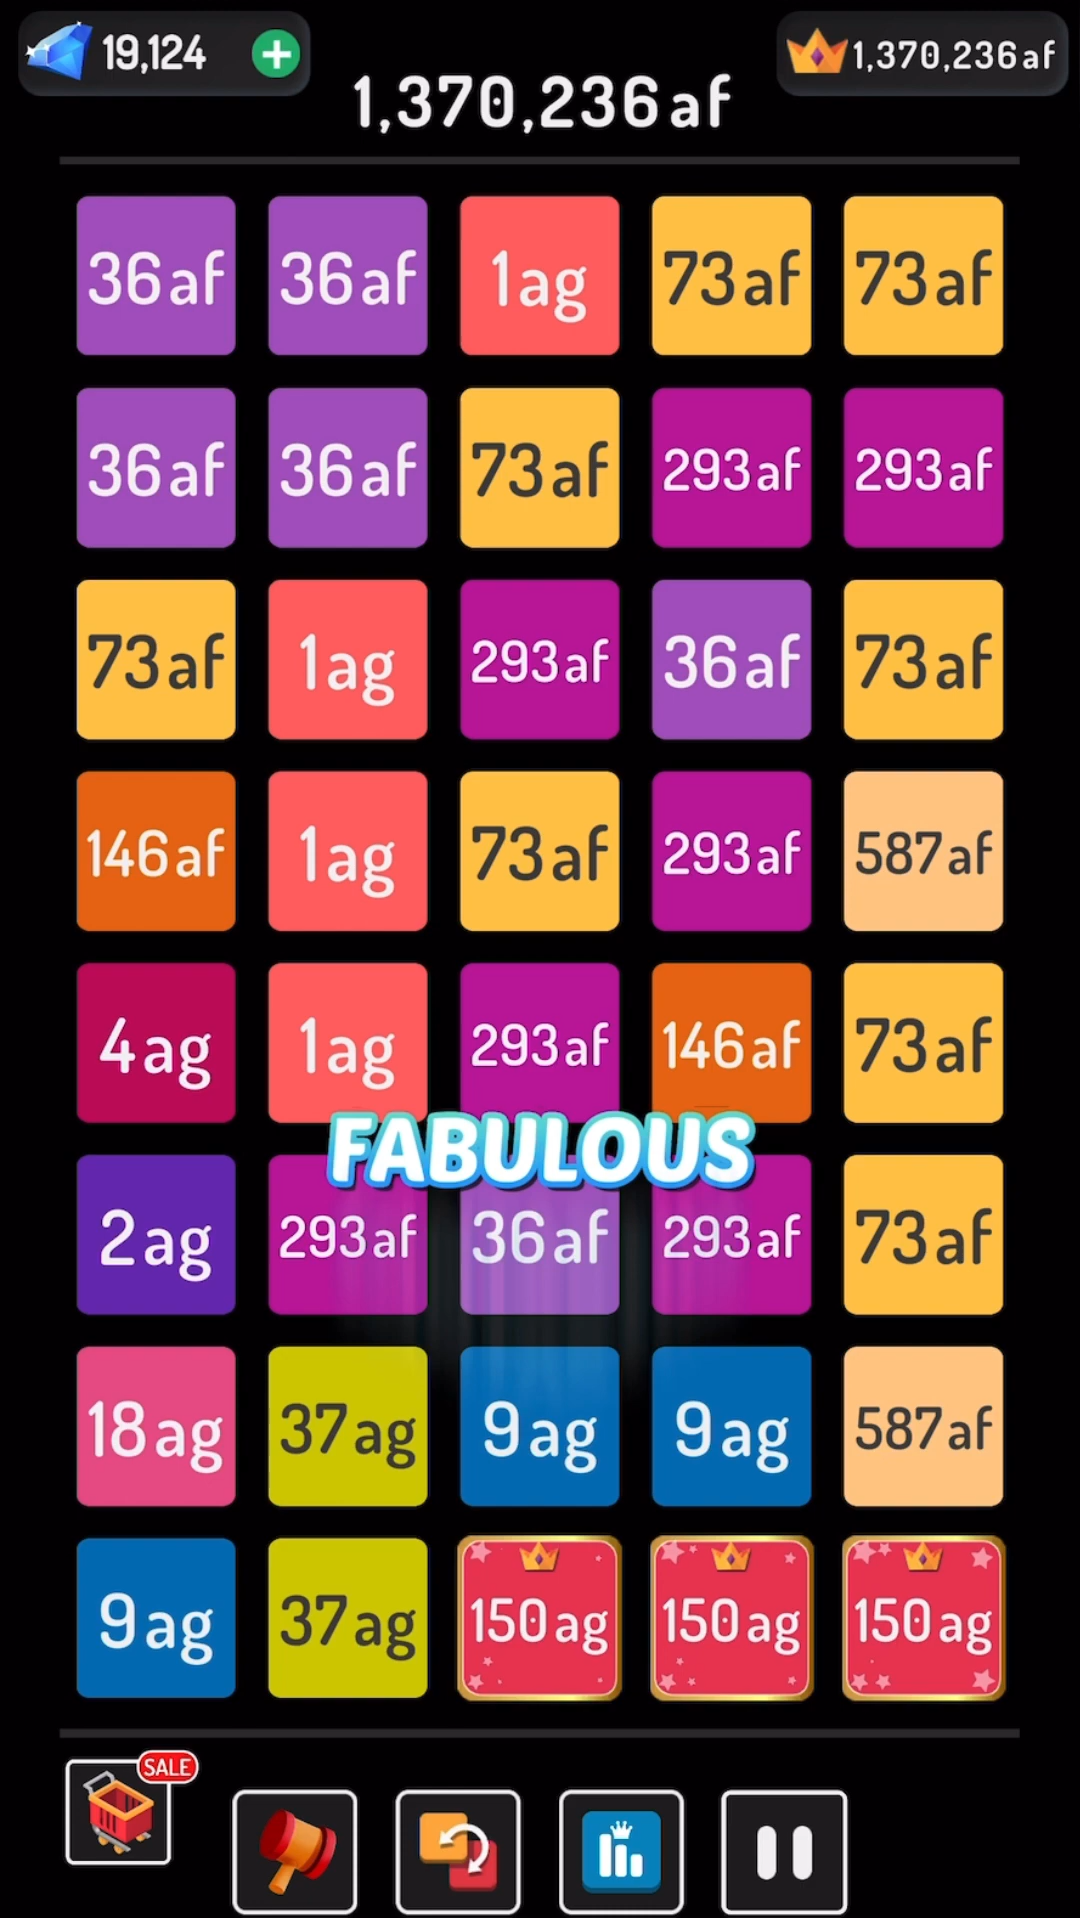 19,124
1,370,236af
1,370,236af
36af 36af 1ag 73af 73af
36af 36af 73af 293af 293af
73af 1ag 293af 36af 73af
146af 1ag 73af 293af 587af
4ag 1ag 293af 146af 73af
FABULOUS
2ag 293af 36af 293af 73af
18ag 37ag 9ag 9ag 587af
9ag 37ag 150ag 150ag 150ag
SALE